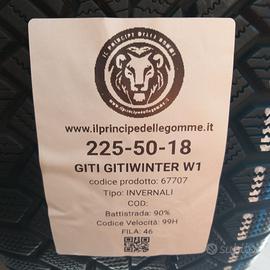 IL PRINCIPE DELLE GOMME
www.ilprincipedellegomme.it
www.ilprincipedellegomme.it
225-50-18
GITI GITIWINTER W1
codice prodotto: 67707
Tipo: INVERNALI
COD:
Battistrada: 90%
Codice Velocità: 99H
FILA: 46
subito